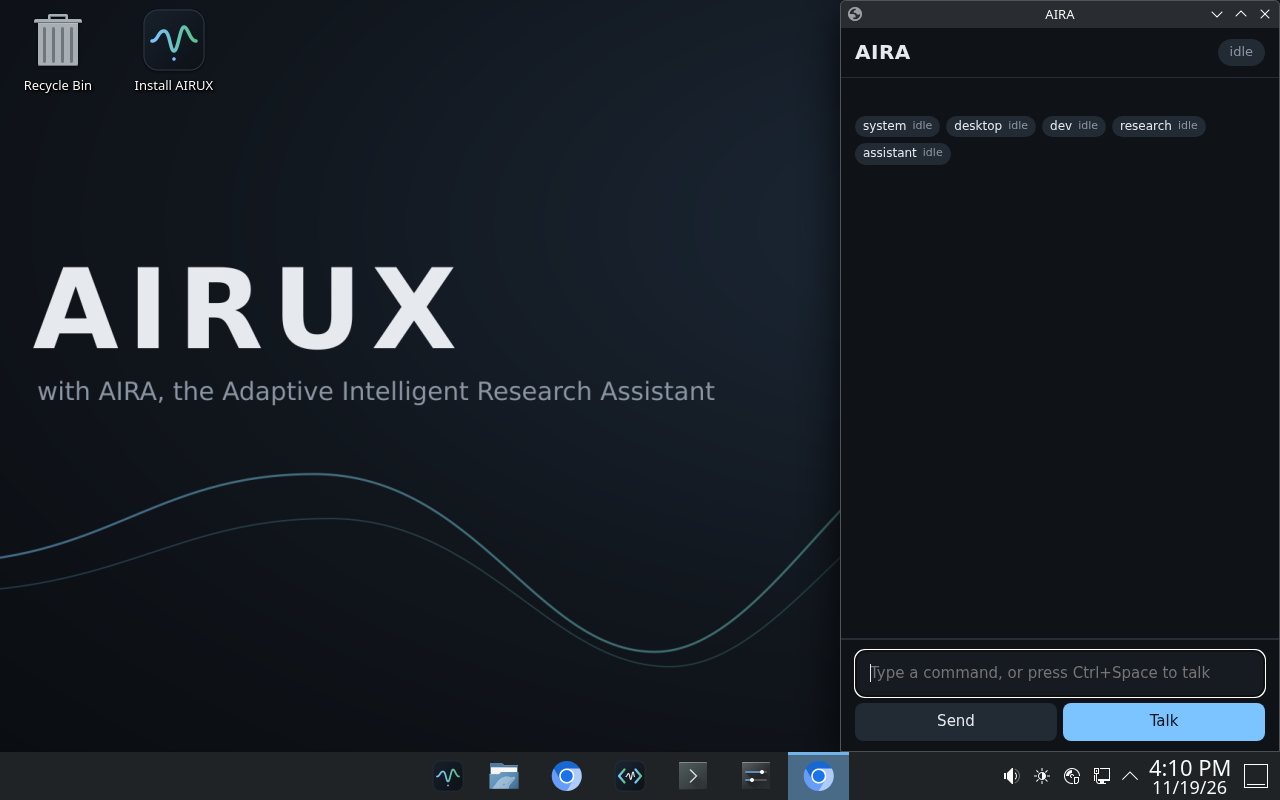 Recycle Bin
Install AIRUX
AIRUX
with AIRA, the Adaptive Intelligent Research Assistant
AIRA
AIRA
idle
system idle desktop idle dev idle research idle
assistant idle
Type a command, or press Ctrl+Space to talk
Send
Talk
4:10 PM
11/19/26